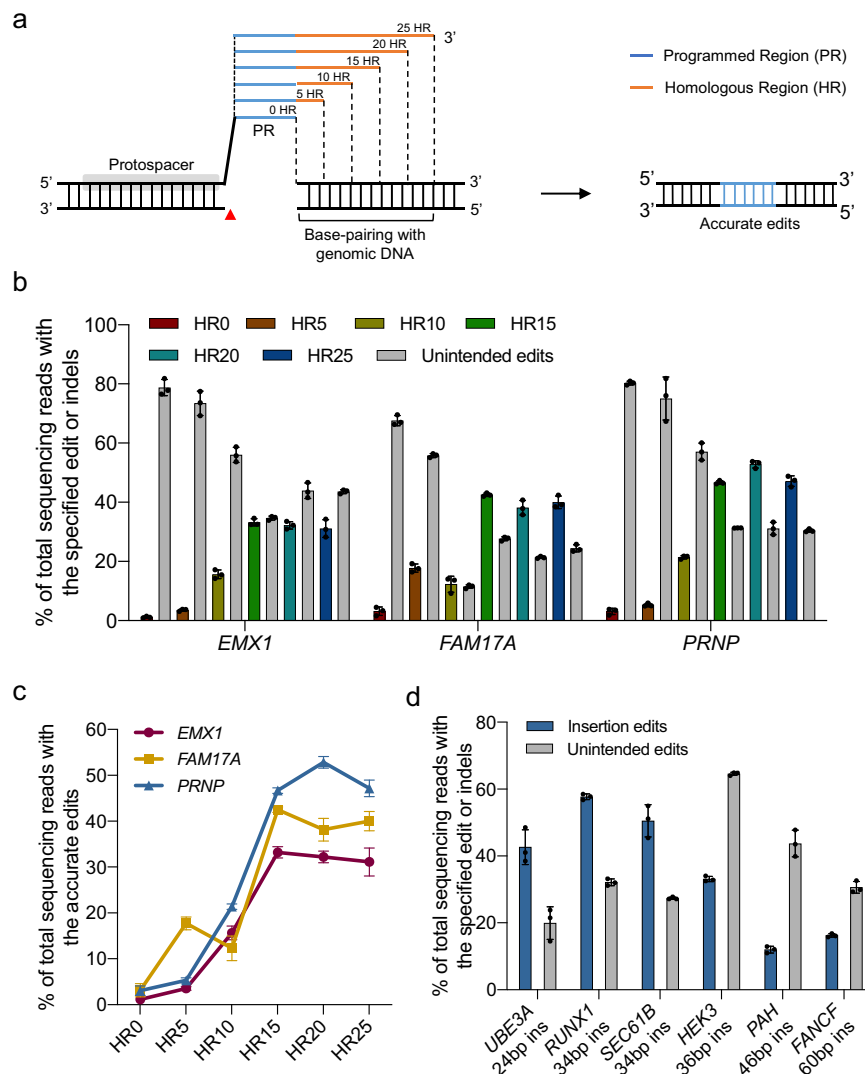 a
25 HR
3’
20 HR
15 HR
10 HR
5 HR
0 HR
PR
Programmed Region (PR)
Homologous Region (HR)
Protospacer
5’
3’
3’
5’
Base-pairing with
genomic DNA
5’
3’
3’
5’
Accurate edits
b
HR0
HR5
HR10
HR15
HR20
HR25
Unintended edits
% of total sequencing reads with
the specified edit or indels
100
80
60
40
20
0
EMX1
FAM17A
PRNP
c
% of total sequencing reads with
the accurate edits
60
50
40
30
20
10
00
EMX1
FAM17A
PRNP
HR0
HR5
HR10
HR15
HR20
HR25
d
% of total sequencing reads with
the specified edit or indels
80
60
40
20
0
Insertion edits
Unintended edits
UBE3A
24bp ins
RUNX1
34bp ins
SEC61B
34bp ins
HEK3
36bp ins
PAH
46bp ins
FANCF
60bp ins